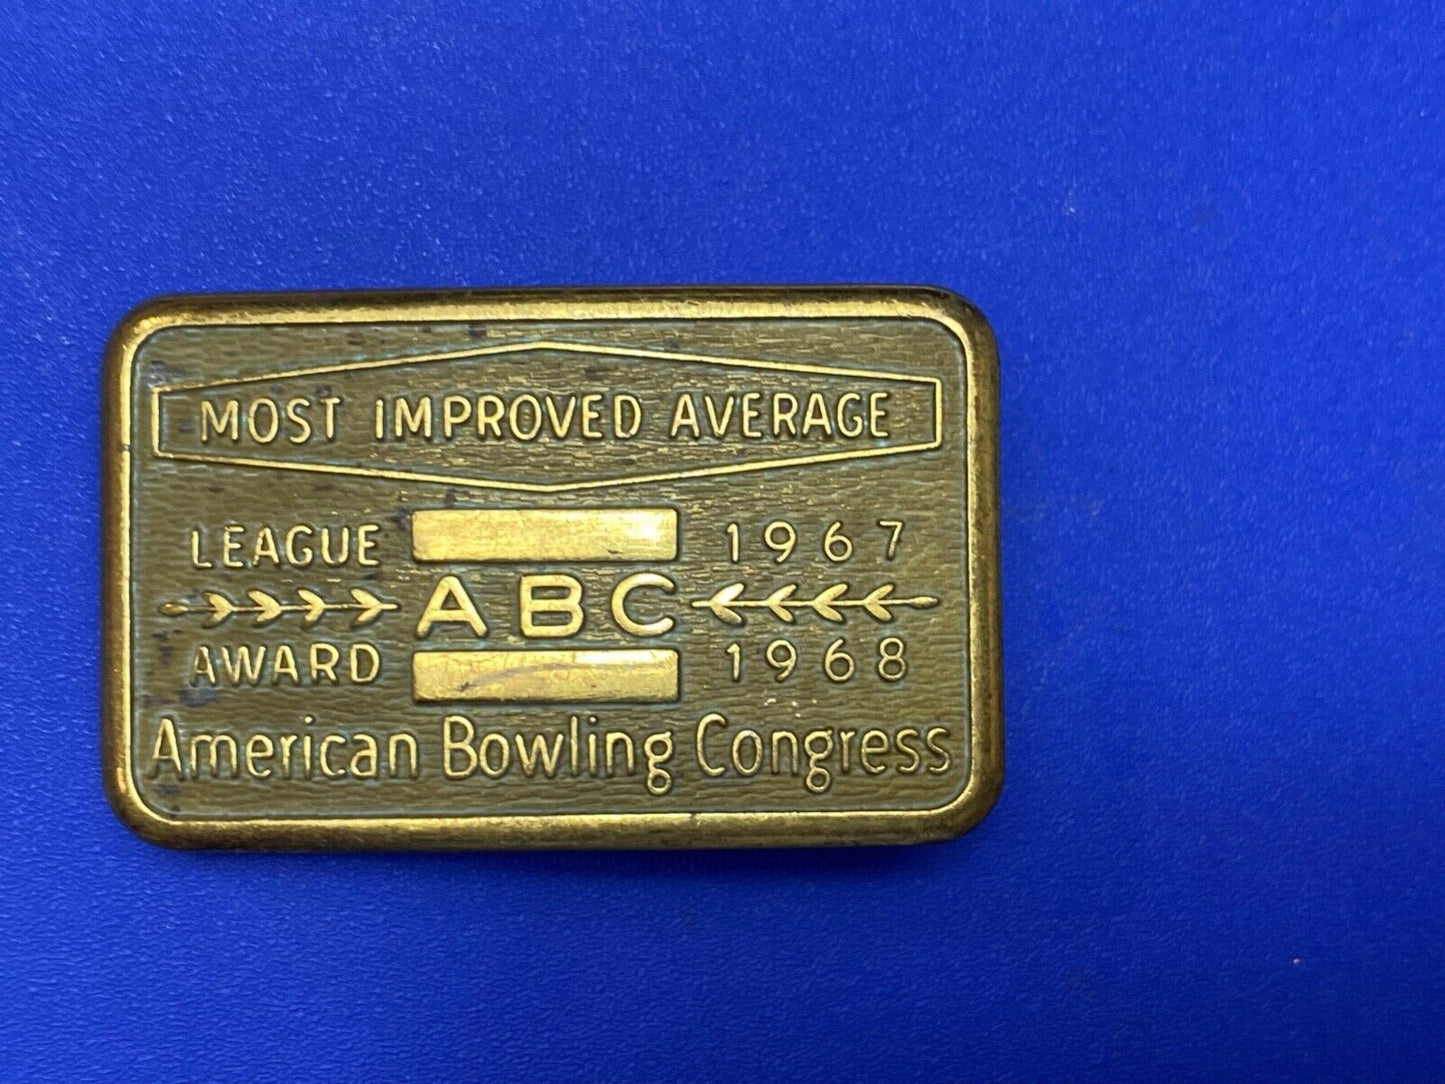 MOST IMPROVED AVERAGE
LEAGUE 1967
ABC
AWARD 1968
American Bowling Congress